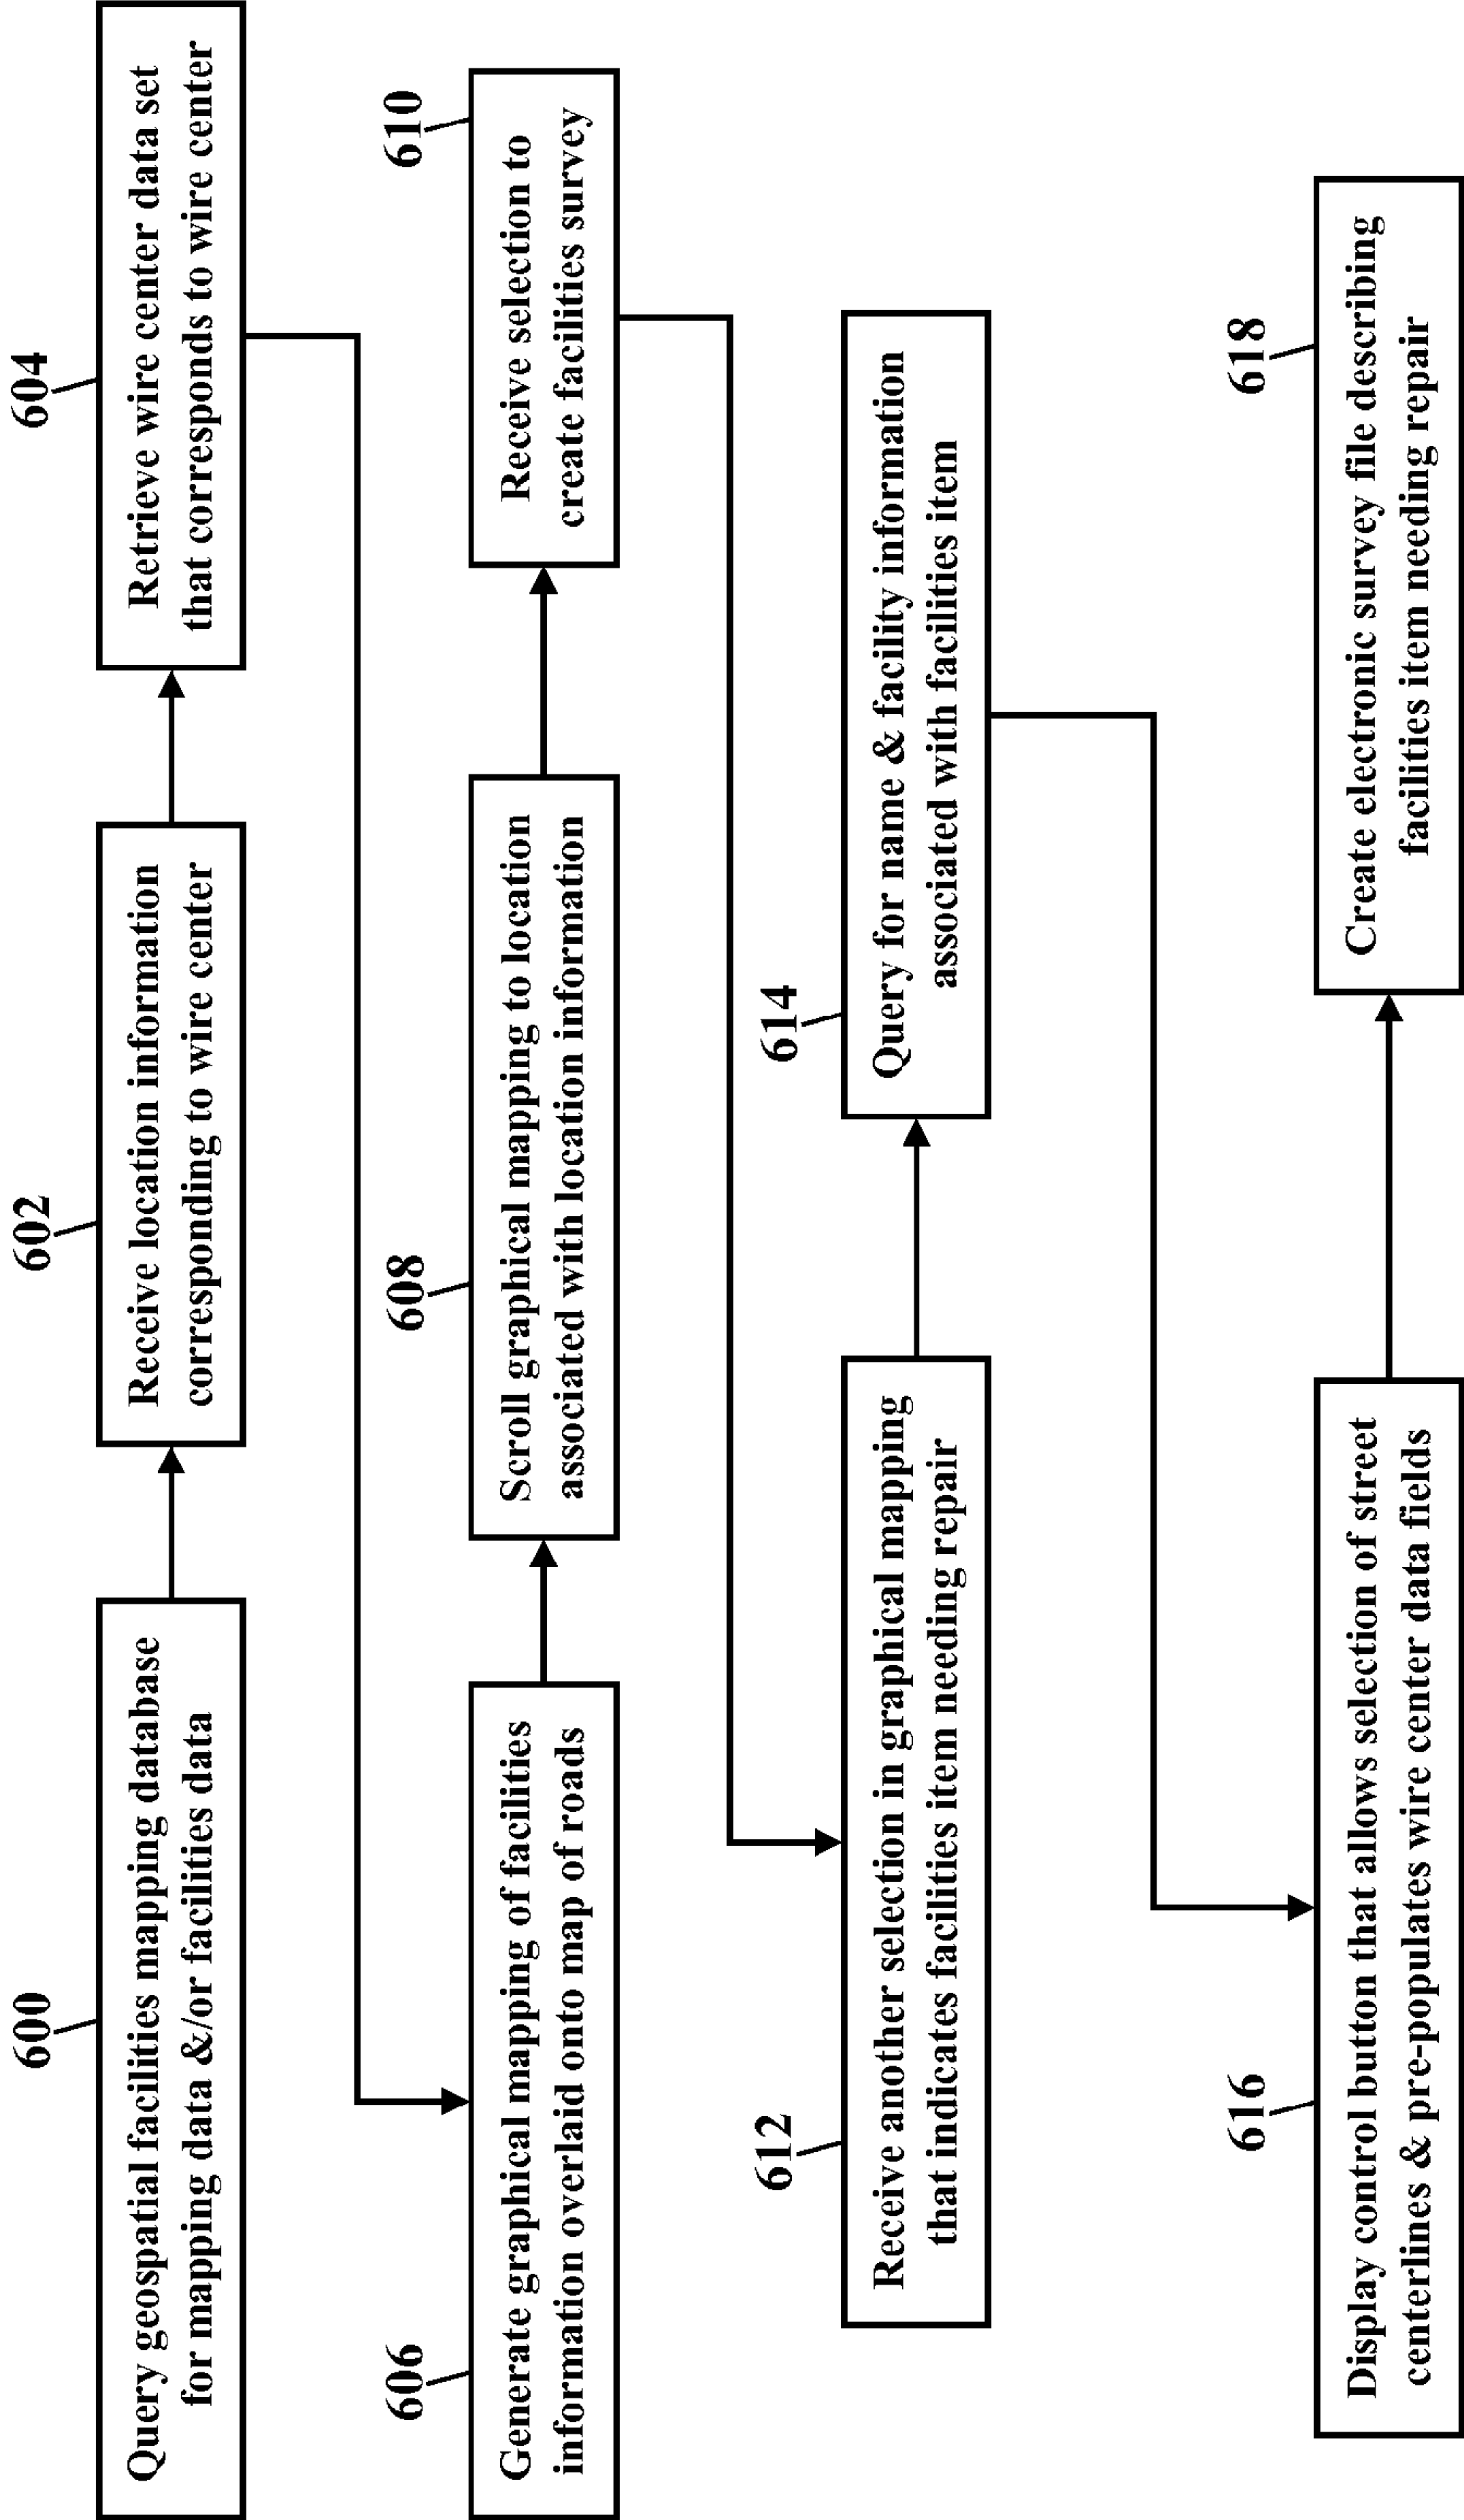 600
Query geospatial facilities mapping database
for mapping data &/or facilities data
602
Receive location information
corresponding to wire center
604
Retrieve wire center data set
that corresponds to wire center
606
Generate graphical mapping of facilities
information overlaid onto map of roads
608
Scroll graphical mapping to location
associated with location information
610
Receive selection to
create facilities survey
612
Receive another selection in graphical mapping
that indicates facilities item needing repair
614
Query for name & facility information
associated with facilities item
616
Display control button that allows selection of street
centerlines & pre-populates wire center data fields
618
Create electronic survey file describing
facilities item needing repair